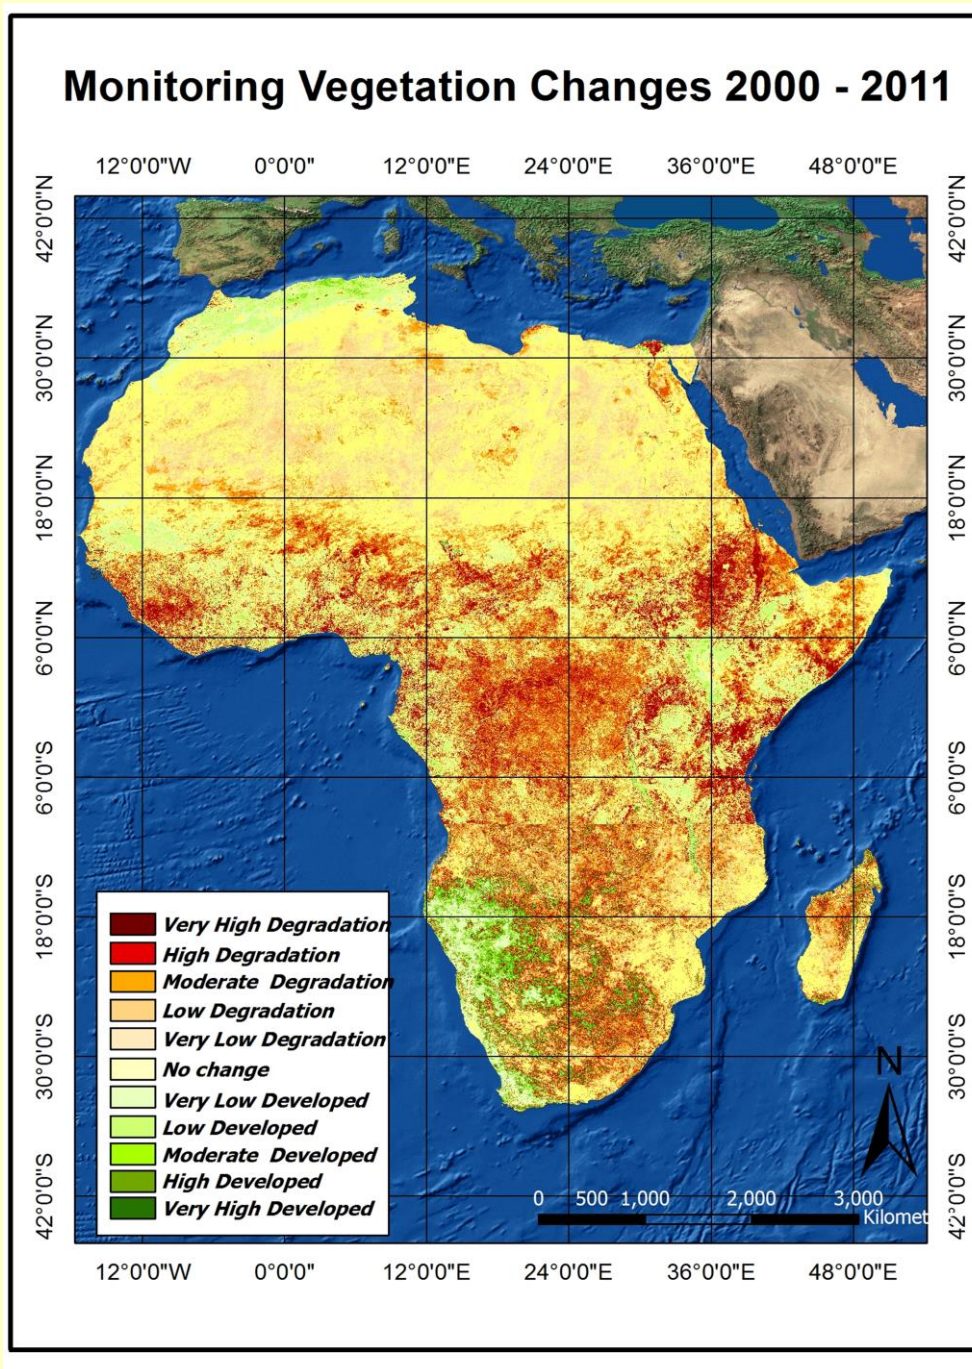 Monitoring Vegetation Changes 2000 - 2011
12°0'0"W 0°0'0" 12°0'0"E 24°0'0"E 36°0'0"E 48°0'0"E
42°0'0"N
30°0'0"N
18°0'0"N
6°0'0"N
6°0'0"S
18°0'0"S
30°0'0"S
42°0'0"S
42°0'0"N
30°0'0"N
18°0'0"N
6°0'0"N
6°0'0"S
18°0'0"S
30°0'0"S
42°0'0"S
Very High Degradation
High Degradation
Moderate Degradation
Low Degradation
Very Low Degradation
No change
Very Low Developed
Low Developed
Moderate Developed
High Developed
Very High Developed
N
0 500 1,000 2,000 3,000
Kilomet
12°0'0"W 0°0'0" 12°0'0"E 24°0'0"E 36°0'0"E 48°0'0"E